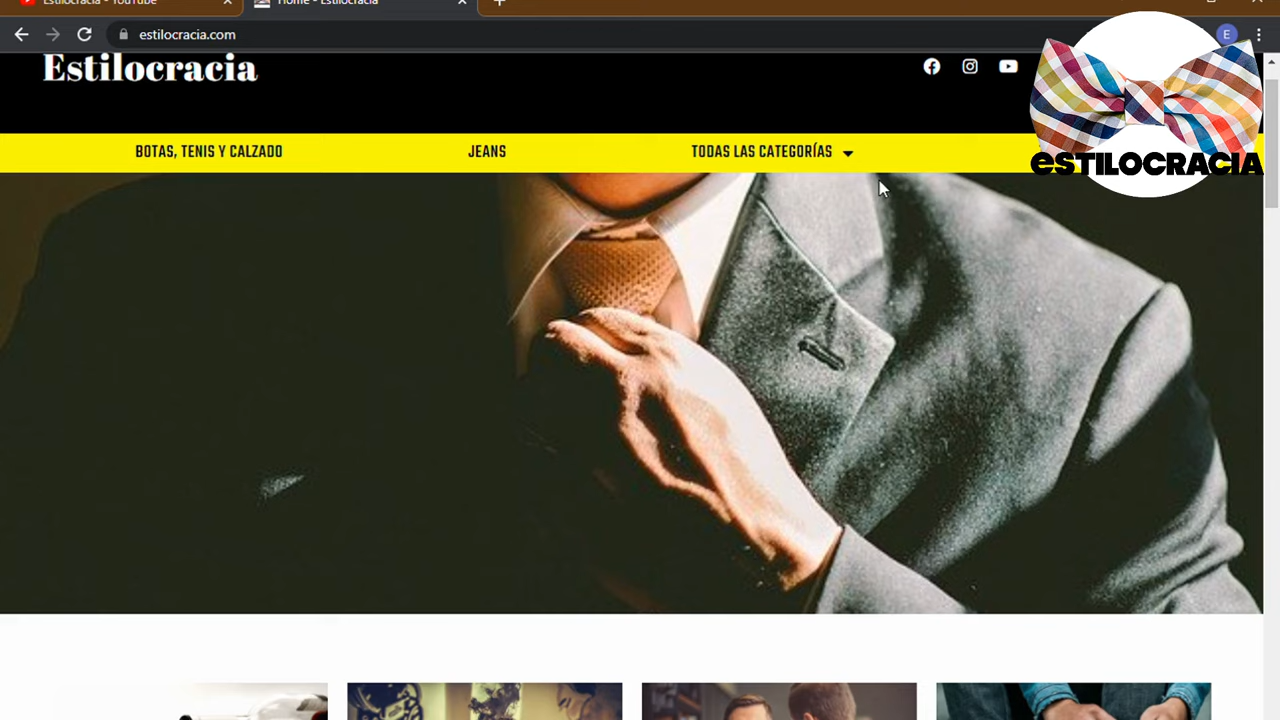 Estilocracia - YouTube
Home - Estilocracia
estilocracia.com
E
Estilocracia
BOTAS, TENIS Y CALZADO
JEANS
TODAS LAS CATEGORÍAS
eSTILOCRACIA